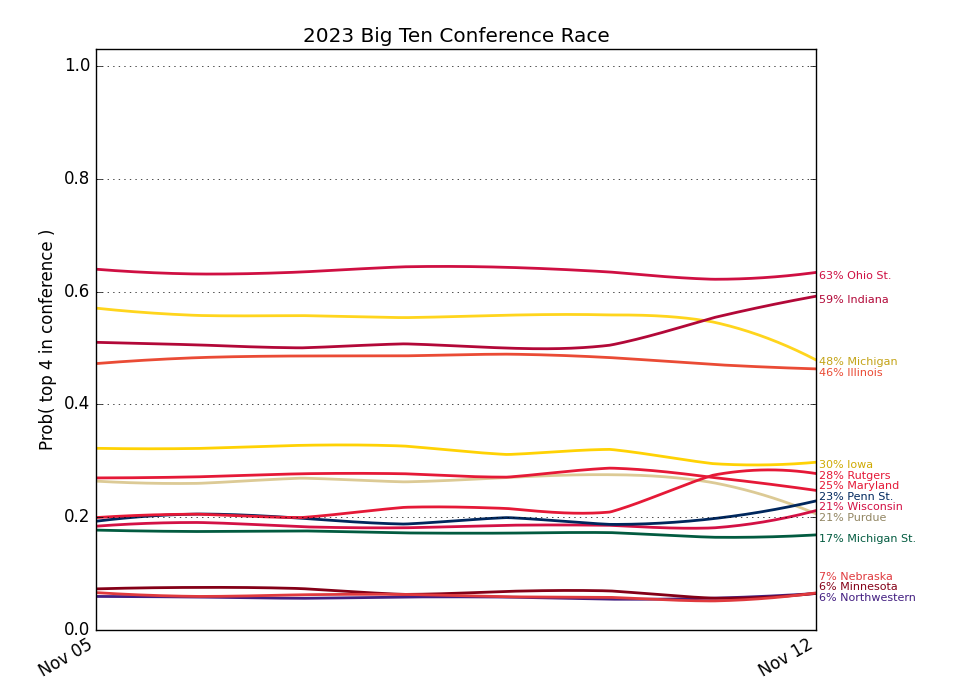 2023 Big Ten Conference Race
1.0
0.8
0.6
0.4
0.2
0.0
Prob( top 4 in conference )
Nov 05
Nov 12
63% Ohio St.
59% Indiana
48% Michigan
46% Illinois
30% Iowa
28% Rutgers
25% Maryland
23% Penn St.
21% Wisconsin
21% Purdue
17% Michigan St.
7% Nebraska
6% Minnesota
6% Northwestern